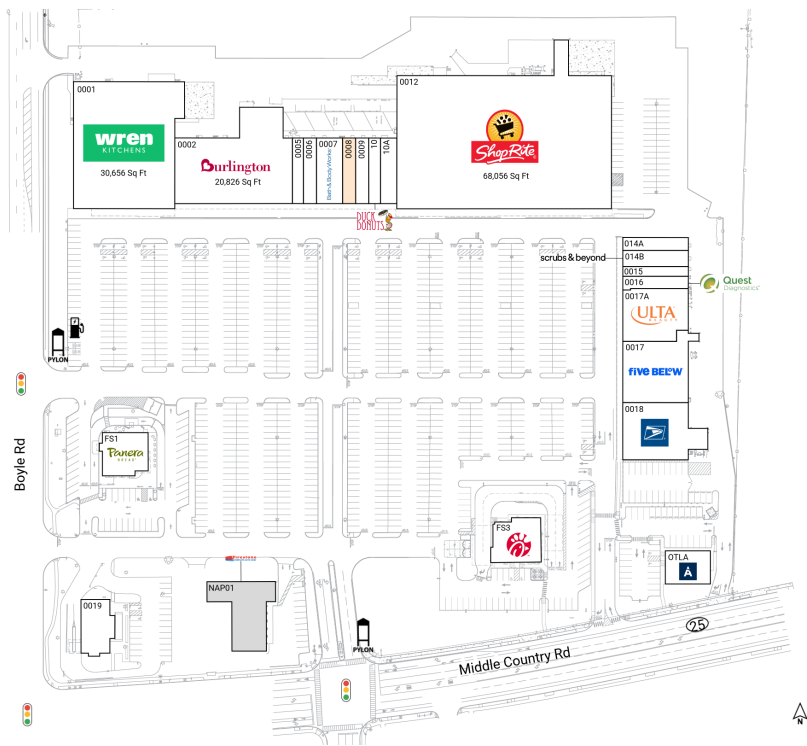 0001
wren
KITCHENS
30,656 Sq Ft
0002
Burlington
20,826 Sq Ft
0005
0006
0007
Bath & Body Works
0008
0009
10
10A
0012
ShopRite
68,056 Sq Ft
DUCK
DONUTS
014A
014B
scrubs & beyond
0015
0016
Quest
Diagnostics
0017A
ULTA
BEAUTY
0017
five BEL°W
0018
PYLON
Boyle Rd
FS1
Panera
BREAD
FS3
OTLA
A
0019
NAP01
PYLON
Middle Country Rd
25
N